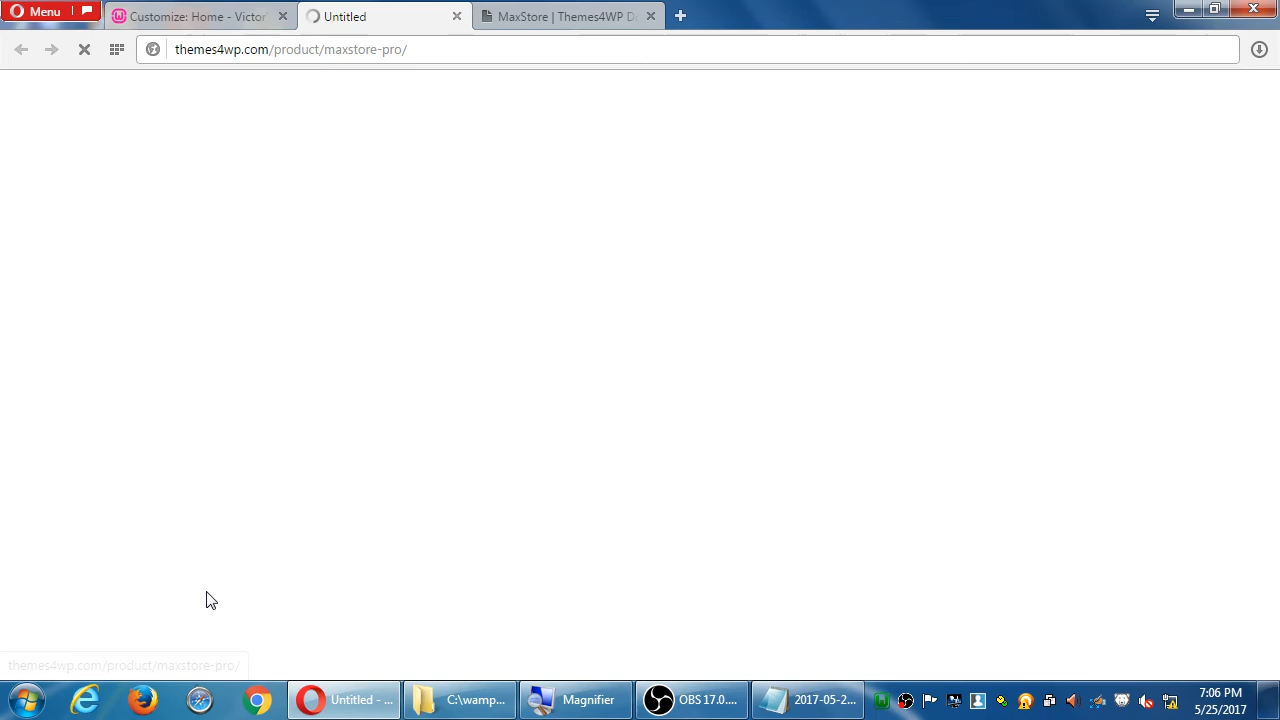 Menu
Customize: Home - Victor'
Untitled
MaxStore | Themes4WP Do
themes4wp.com/product/maxstore-pro/
themes4wp.com/product/maxstore-pro/
Untitled - ...
C:\wamp...
Magnifier
OBS 17.0....
2017-05-2...
7:06 PM
5/25/2017